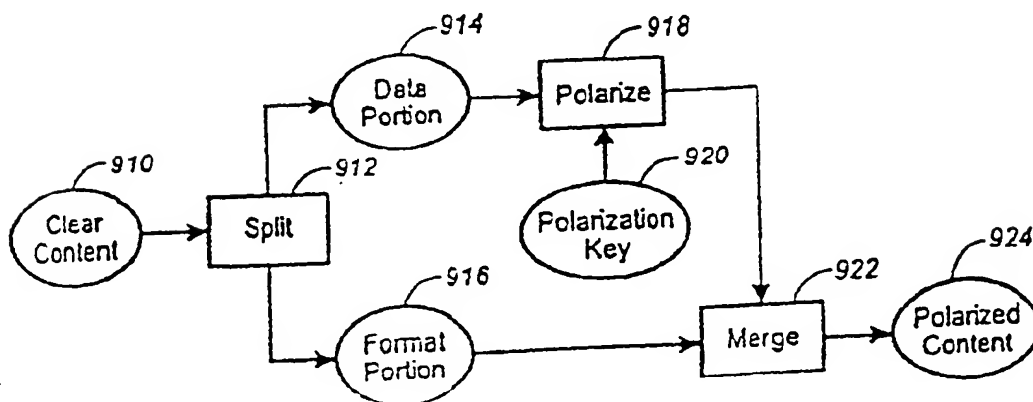 914
918
Data
Portion
Polarize
910
912
920
Clear
Content
Split
Polarization
Key
924
916
922
Format
Portion
Merge
Polarized
Content